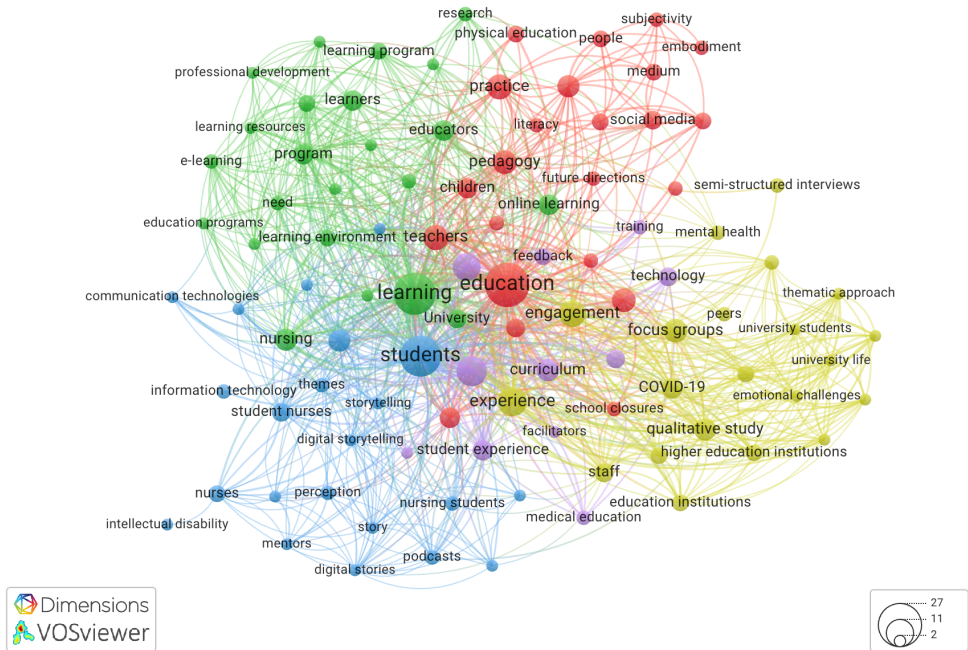 research
subjectivity
physical education
people
embodiment
learning program
professional development
medium
practice
learners
learning resources
educators
literacy
social media
program
e-learning
pedagogy
future directions
children
semi-structured interviews
need
online learning
education programs
training
mental health
learning environment
teachers
feedback
technology
education
learning
communication technologies
thematic approach
engagement
University
peers
focus groups
university students
nursing
students
university life
curriculum
information technology
themes
COVID-19
emotional challenges
experience
storytelling
school closures
student nurses
qualitative study
facilitators
digital storytelling
student experience
higher education institutions
staff
nurses
perception
nursing students
education institutions
medical education
intellectual disability
story
mentors
podcasts
digital stories
Dimensions
VOSviewer
27
11
2